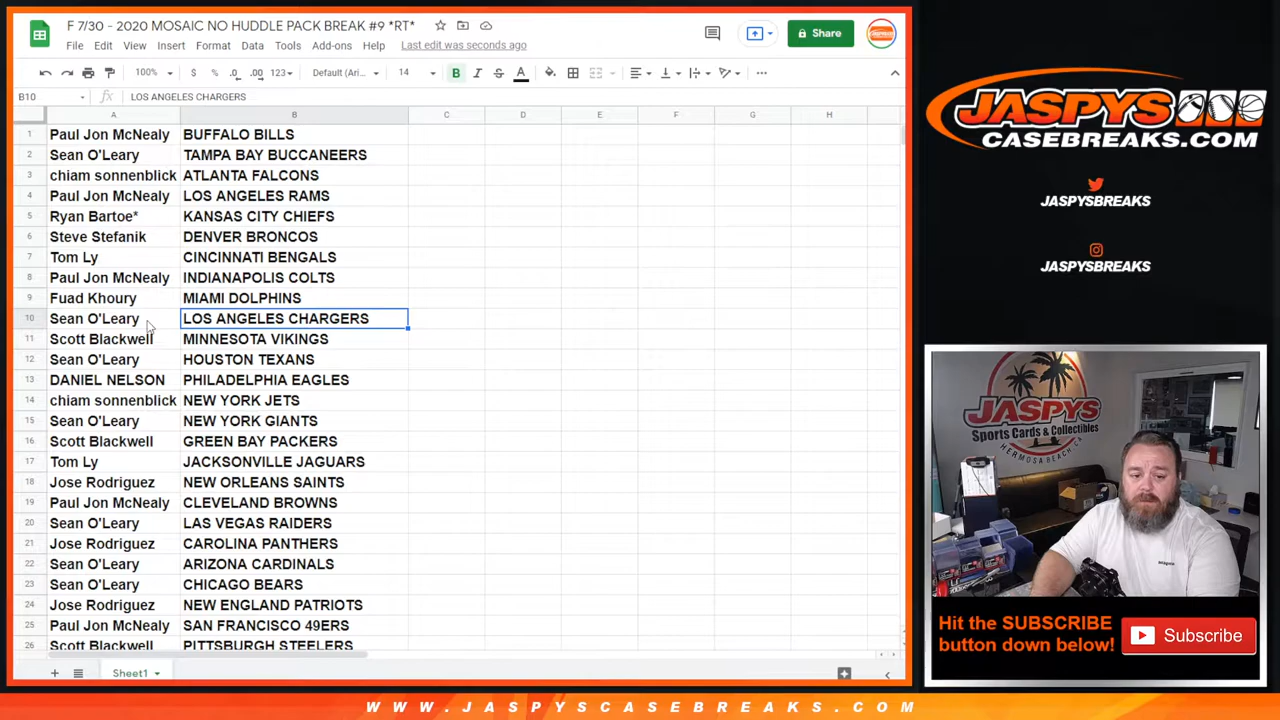 F 7/30 - 2020 MOSAIC NO HUDDLE PACK BREAK #9 *RT*
File Edit View Insert Format Data Tools Add-ons Help Last edit was seconds ago
Share
100% $ % .0 .00 123 Default (Ari... 14 B I S A
B10 fx LOS ANGELES CHARGERS
A B C D E F G H
1 Paul Jon McNealy BUFFALO BILLS
2 Sean O'Leary TAMPA BAY BUCCANEERS
3 chiam sonnenblick ATLANTA FALCONS
4 Paul Jon McNealy LOS ANGELES RAMS
5 Ryan Bartoe* KANSAS CITY CHIEFS
6 Steve Stefanik DENVER BRONCOS
7 Tom Ly CINCINNATI BENGALS
8 Paul Jon McNealy INDIANAPOLIS COLTS
9 Fuad Khoury MIAMI DOLPHINS
10 Sean O'Leary LOS ANGELES CHARGERS
11 Scott Blackwell MINNESOTA VIKINGS
12 Sean O'Leary HOUSTON TEXANS
13 DANIEL NELSON PHILADELPHIA EAGLES
14 chiam sonnenblick NEW YORK JETS
15 Sean O'Leary NEW YORK GIANTS
16 Scott Blackwell GREEN BAY PACKERS
17 Tom Ly JACKSONVILLE JAGUARS
18 Jose Rodriguez NEW ORLEANS SAINTS
19 Paul Jon McNealy CLEVELAND BROWNS
20 Sean O'Leary LAS VEGAS RAIDERS
21 Jose Rodriguez CAROLINA PANTHERS
22 Sean O'Leary ARIZONA CARDINALS
23 Sean O'Leary CHICAGO BEARS
24 Jose Rodriguez NEW ENGLAND PATRIOTS
25 Paul Jon McNealy SAN FRANCISCO 49ERS
26 Scott Blackwell PITTSBURGH STEELERS
Sheet1
JASPYS
CASEBREAKS.COM
JASPYSBREAKS
JASPYSBREAKS
JASPYS
Sports Cards & Collectibles
HERMOSA BEACH, CA
Hit the SUBSCRIBE
button down below!
Subscribe
WWW.JASPYSCASEBREAKS.COM